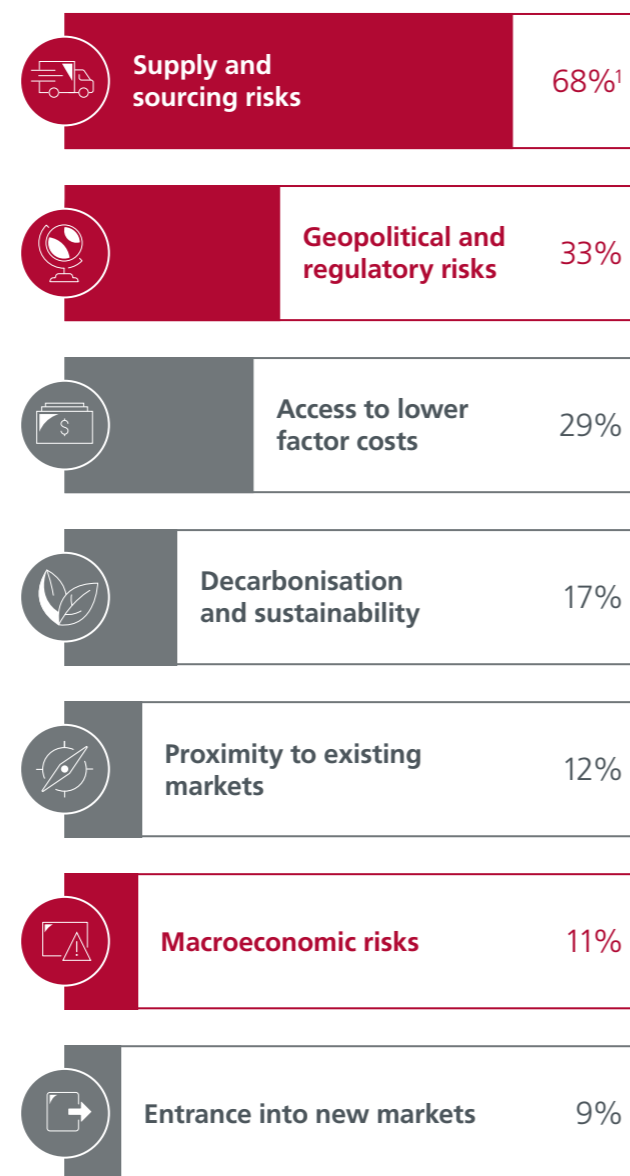 Supply and
sourcing risks
68%¹
Geopolitical and
regulatory risks
33%
$
Access to lower
factor costs
29%
Decarbonisation
and sustainability
17%
Proximity to existing
markets
12%
Macroeconomic risks
11%
Entrance into new markets
9%